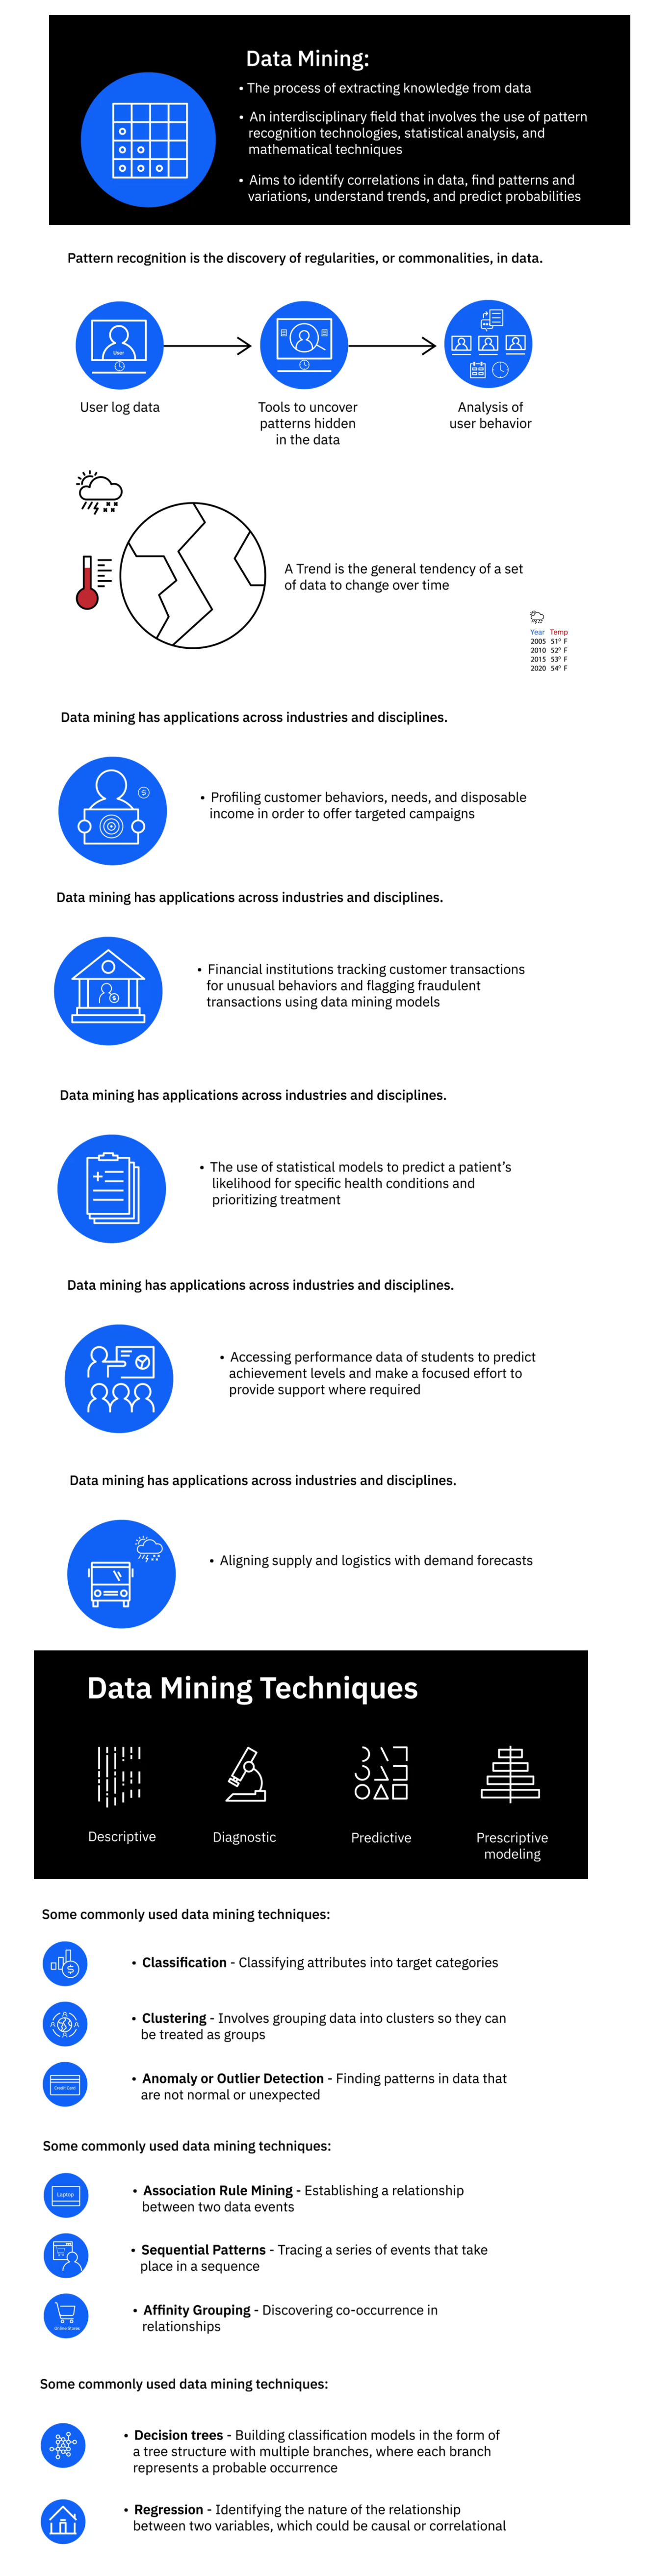 Data Mining:
• The process of extracting knowledge from data
• An interdisciplinary field that involves the use of pattern
recognition technologies, statistical analysis, and
mathematical techniques
• Aims to identify correlations in data, find patterns and
variations, understand trends, and predict probabilities
Pattern recognition is the discovery of regularities, or commonalities, in data.
User
User log data
Tools to uncover
patterns hidden
in the data
Analysis of
user behavior
A Trend is the general tendency of a set
of data to change over time
Year Temp
2005 51° F
2010 52° F
2015 53° F
2020 54° F
Data mining has applications across industries and disciplines.
$
• Profiling customer behaviors, needs, and disposable
income in order to offer targeted campaigns
Data mining has applications across industries and disciplines.
$
• Financial institutions tracking customer transactions
for unusual behaviors and flagging fraudulent
transactions using data mining models
Data mining has applications across industries and disciplines.
• The use of statistical models to predict a patient’s
likelihood for specific health conditions and
prioritizing treatment
Data mining has applications across industries and disciplines.
• Accessing performance data of students to predict
achievement levels and make a focused effort to
provide support where required
Data mining has applications across industries and disciplines.
• Aligning supply and logistics with demand forecasts
Data Mining Techniques
Descriptive
Diagnostic
Predictive
Prescriptive
modeling
Some commonly used data mining techniques:
$
• Classification - Classifying attributes into target categories
• Clustering - Involves grouping data into clusters so they can
be treated as groups
Credit Card
• Anomaly or Outlier Detection - Finding patterns in data that
are not normal or unexpected
Some commonly used data mining techniques:
Laptop
• Association Rule Mining - Establishing a relationship
between two data events
• Sequential Patterns - Tracing a series of events that take
place in a sequence
Online Stores
• Affinity Grouping - Discovering co-occurrence in
relationships
Some commonly used data mining techniques:
• Decision trees - Building classification models in the form of
a tree structure with multiple branches, where each branch
represents a probable occurrence
• Regression - Identifying the nature of the relationship
between two variables, which could be causal or correlational